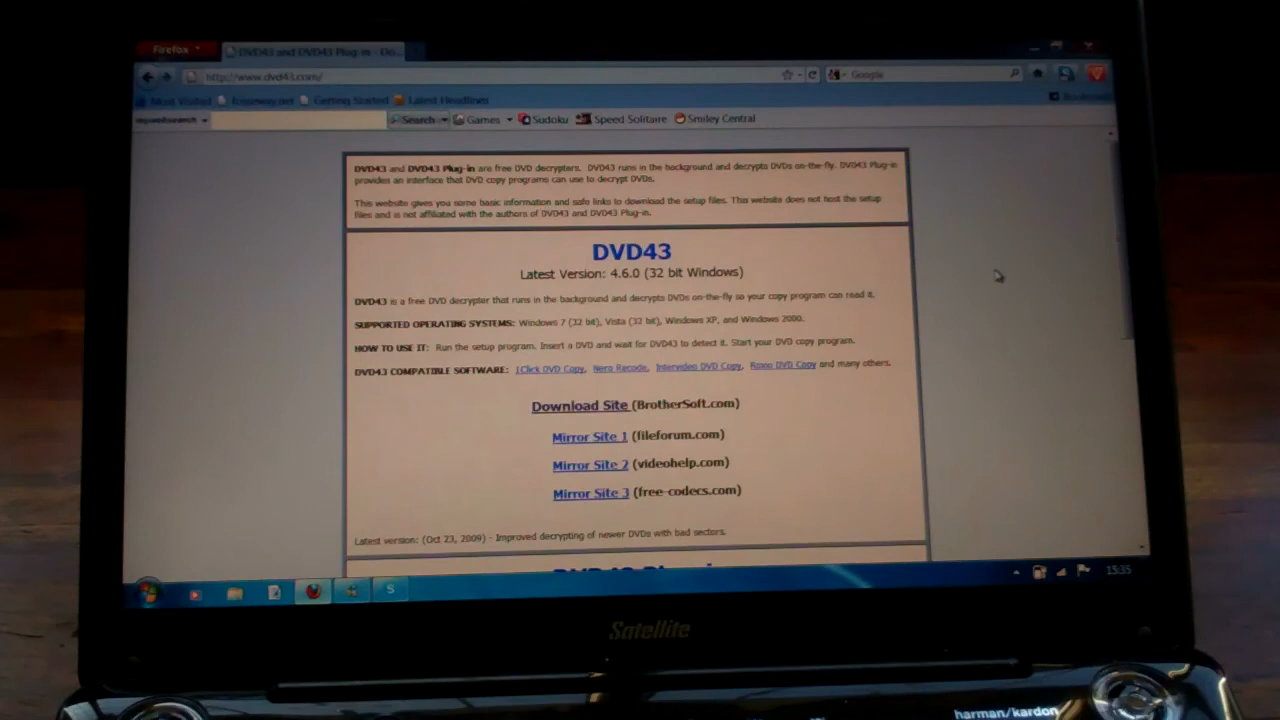 Firefox
DVD43 and DVD43 Plug-in - Do...
http://www.dvd43.com/
Google
Most Visited freeway.net Getting Started Latest Headlines
Bookmarks
mywebsearch Search Games Sudoku Speed Solitaire Smiley Central
DVD43 and DVD43 Plug-in are free DVD decrypters. DVD43 runs in the background and decrypts DVDs on-the-fly. DVD43 Plug-in
provides an interface that DVD copy programs can use to decrypt DVDs.
This website gives you some basic information and safe links to download the setup files. This website does not host the setup
files and is not affiliated with the authors of DVD43 and DVD43 Plug-in.
DVD43
Latest Version: 4.6.0 (32 bit Windows)
DVD43 is a free DVD decrypter that runs in the background and decrypts DVDs on-the-fly so your copy program can read it.
SUPPORTED OPERATING SYSTEMS: Windows 7 (32 bit), Vista (32 bit), Windows XP, and Windows 2000.
HOW TO USE IT: Run the setup program. Insert a DVD and wait for DVD43 to detect it. Start your DVD copy program.
DVD43 COMPATIBLE SOFTWARE: 1Click DVD Copy, Nero Recode, Intervideo DVD Copy, Roxio DVD Copy and many others.
Download Site (BrotherSoft.com)
Mirror Site 1 (fileforum.com)
Mirror Site 2 (videohelp.com)
Mirror Site 3 (free-codecs.com)
Latest version: (Oct 23, 2009) - Improved decrypting of newer DVDs with bad sectors.
S
15:35
Satellite
harman/kardon